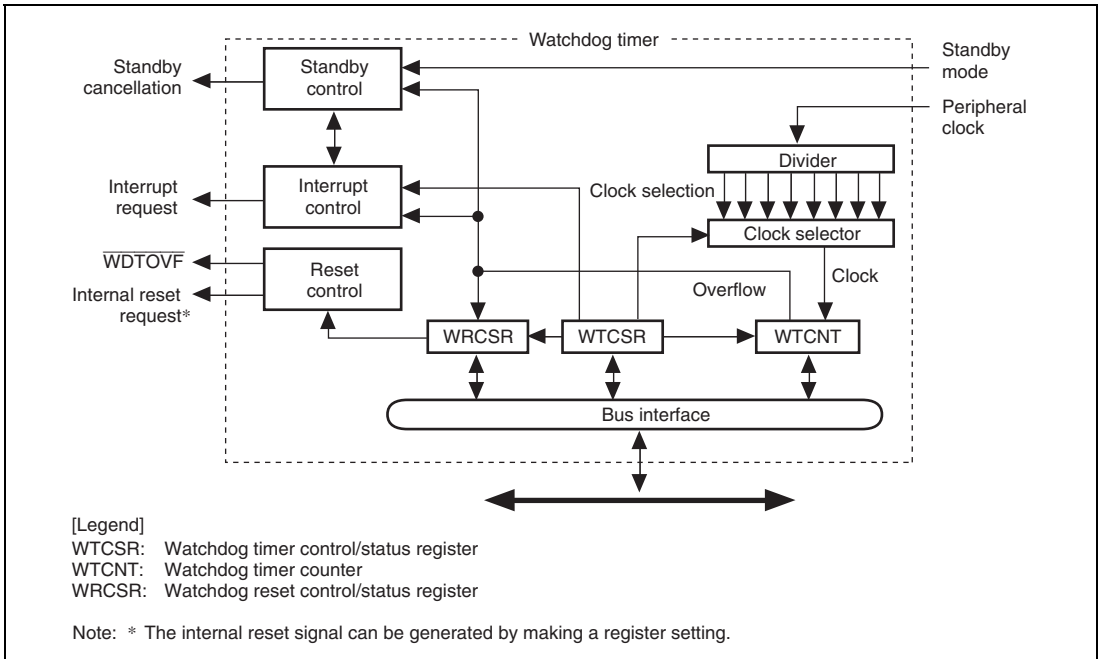 Watchdog timer
Standby
cancellation
Standby
control
Standby
mode
Peripheral
clock
Divider
Interrupt
request
Interrupt
control
Clock selection
Clock selector
WDTOVF
Internal reset
request*
Reset
control
Overflow
Clock
WRCSR
WTCSR
WTCNT
Bus interface
[Legend]
WTCSR: Watchdog timer control/status register
WTCNT: Watchdog timer counter
WRCSR: Watchdog reset control/status register
Note: * The internal reset signal can be generated by making a register setting.